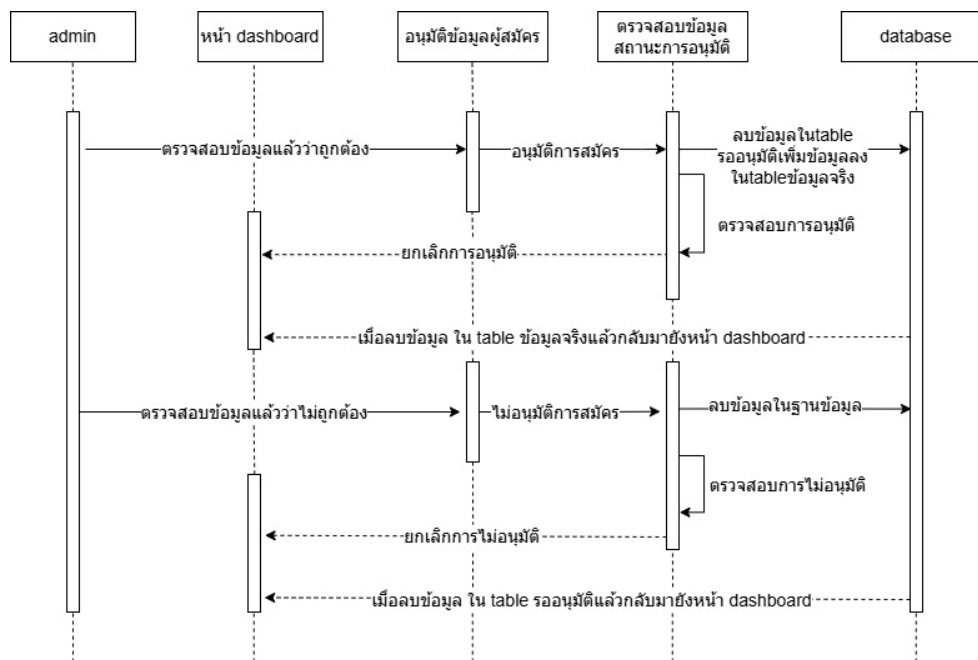 admin
หน้า dashboard
อนุมัติข้อมูลผู้สมัคร
ตรวจสอบข้อมูล
สถานะการอนุมัติ
database
ตรวจสอบข้อมูลแล้วว่าถูกต้อง
อนุมัติการสมัคร
ลบข้อมูลในtable
รออนุมัติเพิ่มข้อมูลลง
ในtableข้อมูลจริง
ตรวจสอบการอนุมัติ
ยกเลิกการอนุมัติ
เมื่อลบข้อมูล ใน table ข้อมูลจริงแล้วกลับมายังหน้า dashboard
ตรวจสอบข้อมูลแล้วว่าไม่ถูกต้อง
ไม่อนุมัติการสมัคร
ลบข้อมูลในฐานข้อมูล
ตรวจสอบการไม่อนุมัติ
ยกเลิกการไม่อนุมัติ
เมื่อลบข้อมูล ใน table รออนุมัติแล้วกลับมายังหน้า dashboard